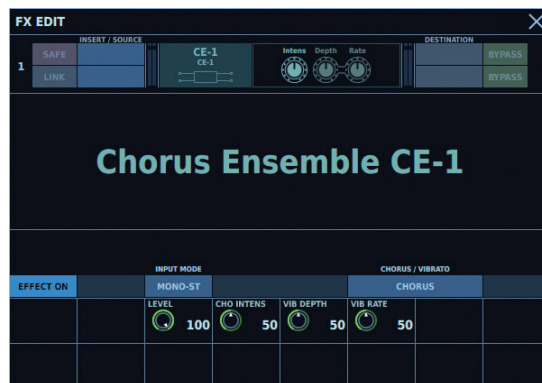 FX EDIT
INSERT / SOURCE
DESTINATION
1
SAFE
LINK
CE-1
CE-1
Intens Depth Rate
BYPASS
BYPASS
Chorus Ensemble CE-1
INPUT MODE
CHORUS / VIBRATO
EFFECT ON
MONO-ST
CHORUS
LEVEL
100
CHO INTENS
50
VIB DEPTH
50
VIB RATE
50